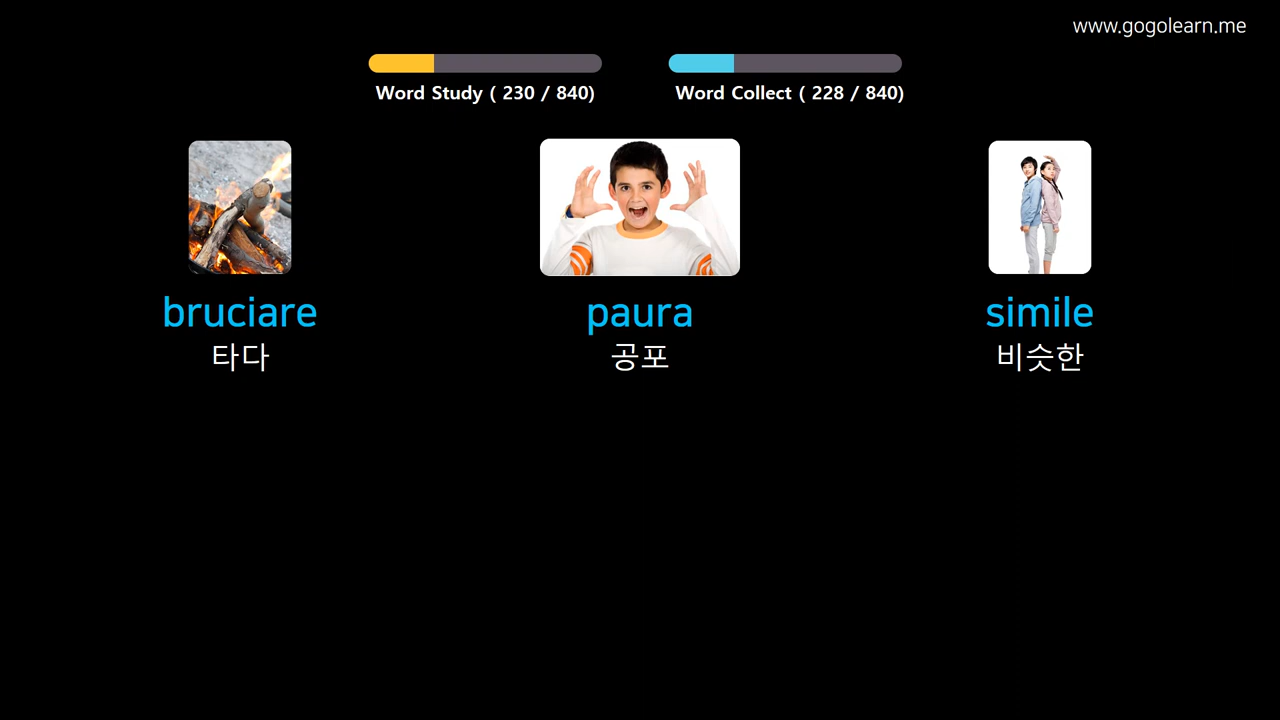 www.gogolearn.me
Word Study ( 230 / 840)
Word Collect ( 228 / 840)
bruciare
타다
paura
공포
simile
비슷한